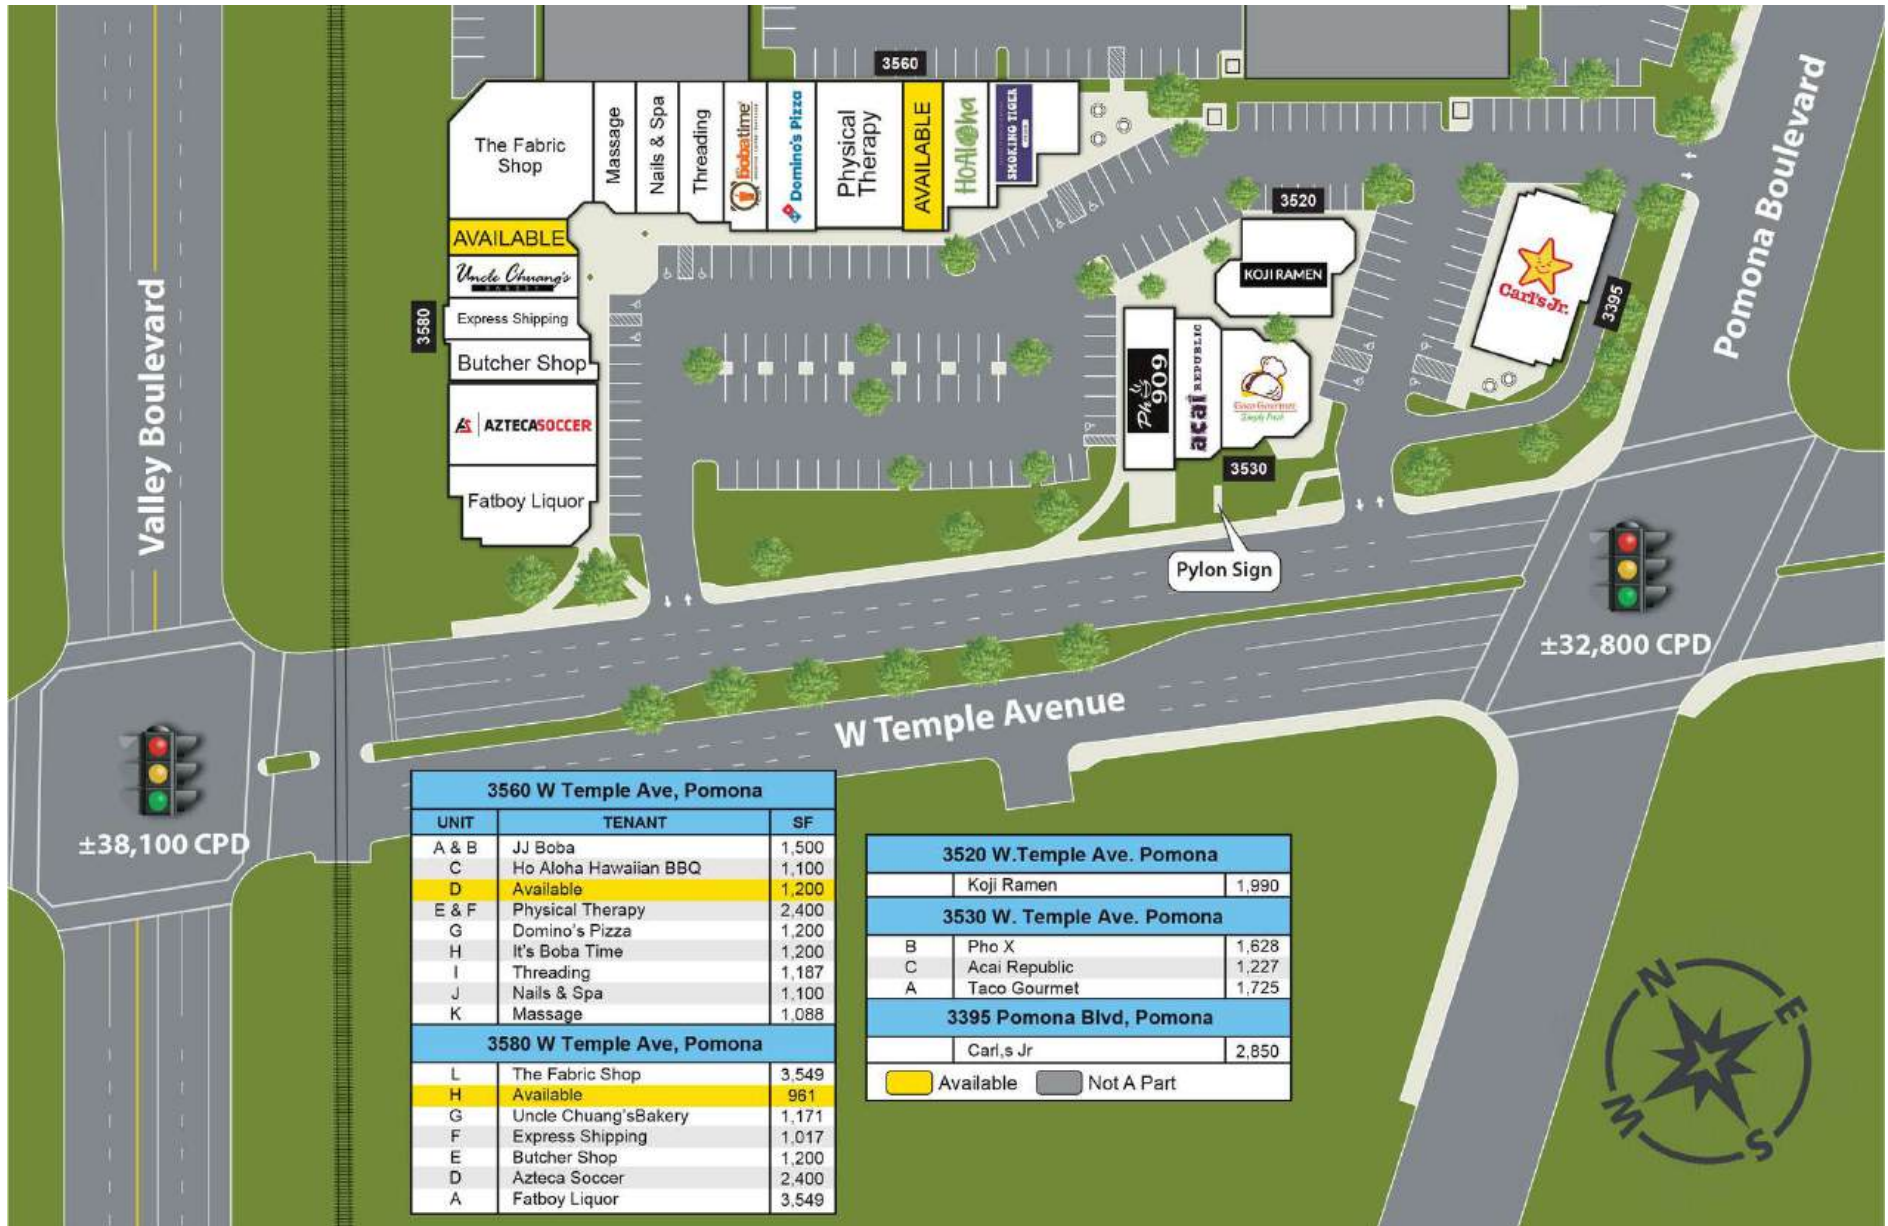 3560
The Fabric
Shop
Massage
Nails & Spa
Threading
Bobatime
Domino's Pizza
Physical
Therapy
AVAILABLE
HoAloha
SMOKING TIGER
AVAILABLE
Uncle Chuang's
BAKERY
Express Shipping
Butcher Shop
AZTECASOCCER
Fatboy Liquor
3580
3520
KOJI RAMEN
Carl's Jr.
3395
Pho
909
acai REPUBLIC
Taco Gourmet
Simply Fresh
3530
Pylon Sign
Valley Boulevard
Pomona Boulevard
W Temple Avenue
±32,800 CPD
±38,100 CPD
3560 W Temple Ave, Pomona
UNIT TENANT SF
A & B JJ Boba 1,500
C Ho Aloha Hawaiian BBQ 1,100
D Available 1,200
E & F Physical Therapy 2,400
G Domino's Pizza 1,200
H It's Boba Time 1,200
I Threading 1,187
J Nails & Spa 1,100
K Massage 1,088
3580 W Temple Ave, Pomona
L The Fabric Shop 3,549
H Available 961
G Uncle Chuang'sBakery 1,171
F Express Shipping 1,017
E Butcher Shop 1,200
D Azteca Soccer 2,400
A Fatboy Liquor 3,549
3520 W.Temple Ave. Pomona
Koji Ramen 1,990
3530 W. Temple Ave. Pomona
B Pho X 1,628
C Acai Republic 1,227
A Taco Gourmet 1,725
3395 Pomona Blvd, Pomona
Carl,s Jr 2,850
Available Not A Part
N
E
S
W